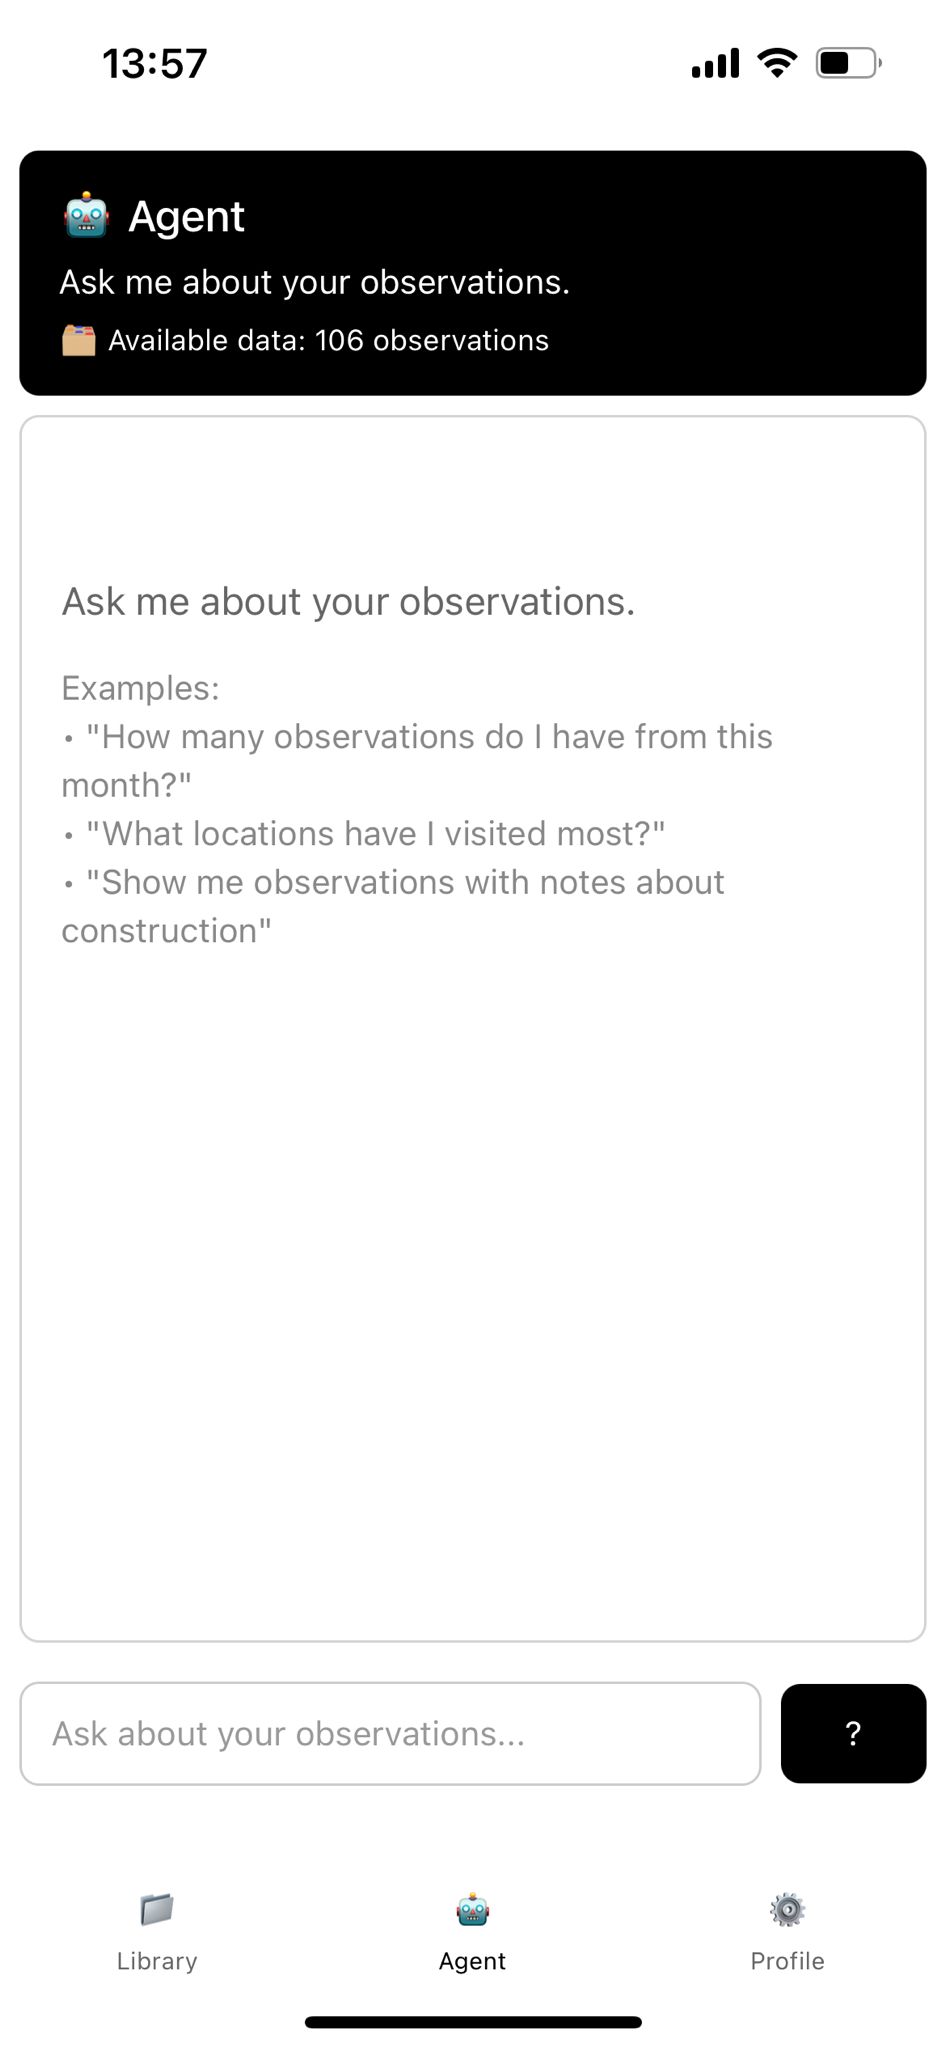 13:57
Agent
Ask me about your observations.
Available data: 106 observations
Ask me about your observations.
Examples:
• "How many observations do I have from this
month?"
• "What locations have I visited most?"
• "Show me observations with notes about
construction"
Ask about your observations...
?
Library
Agent
Profile